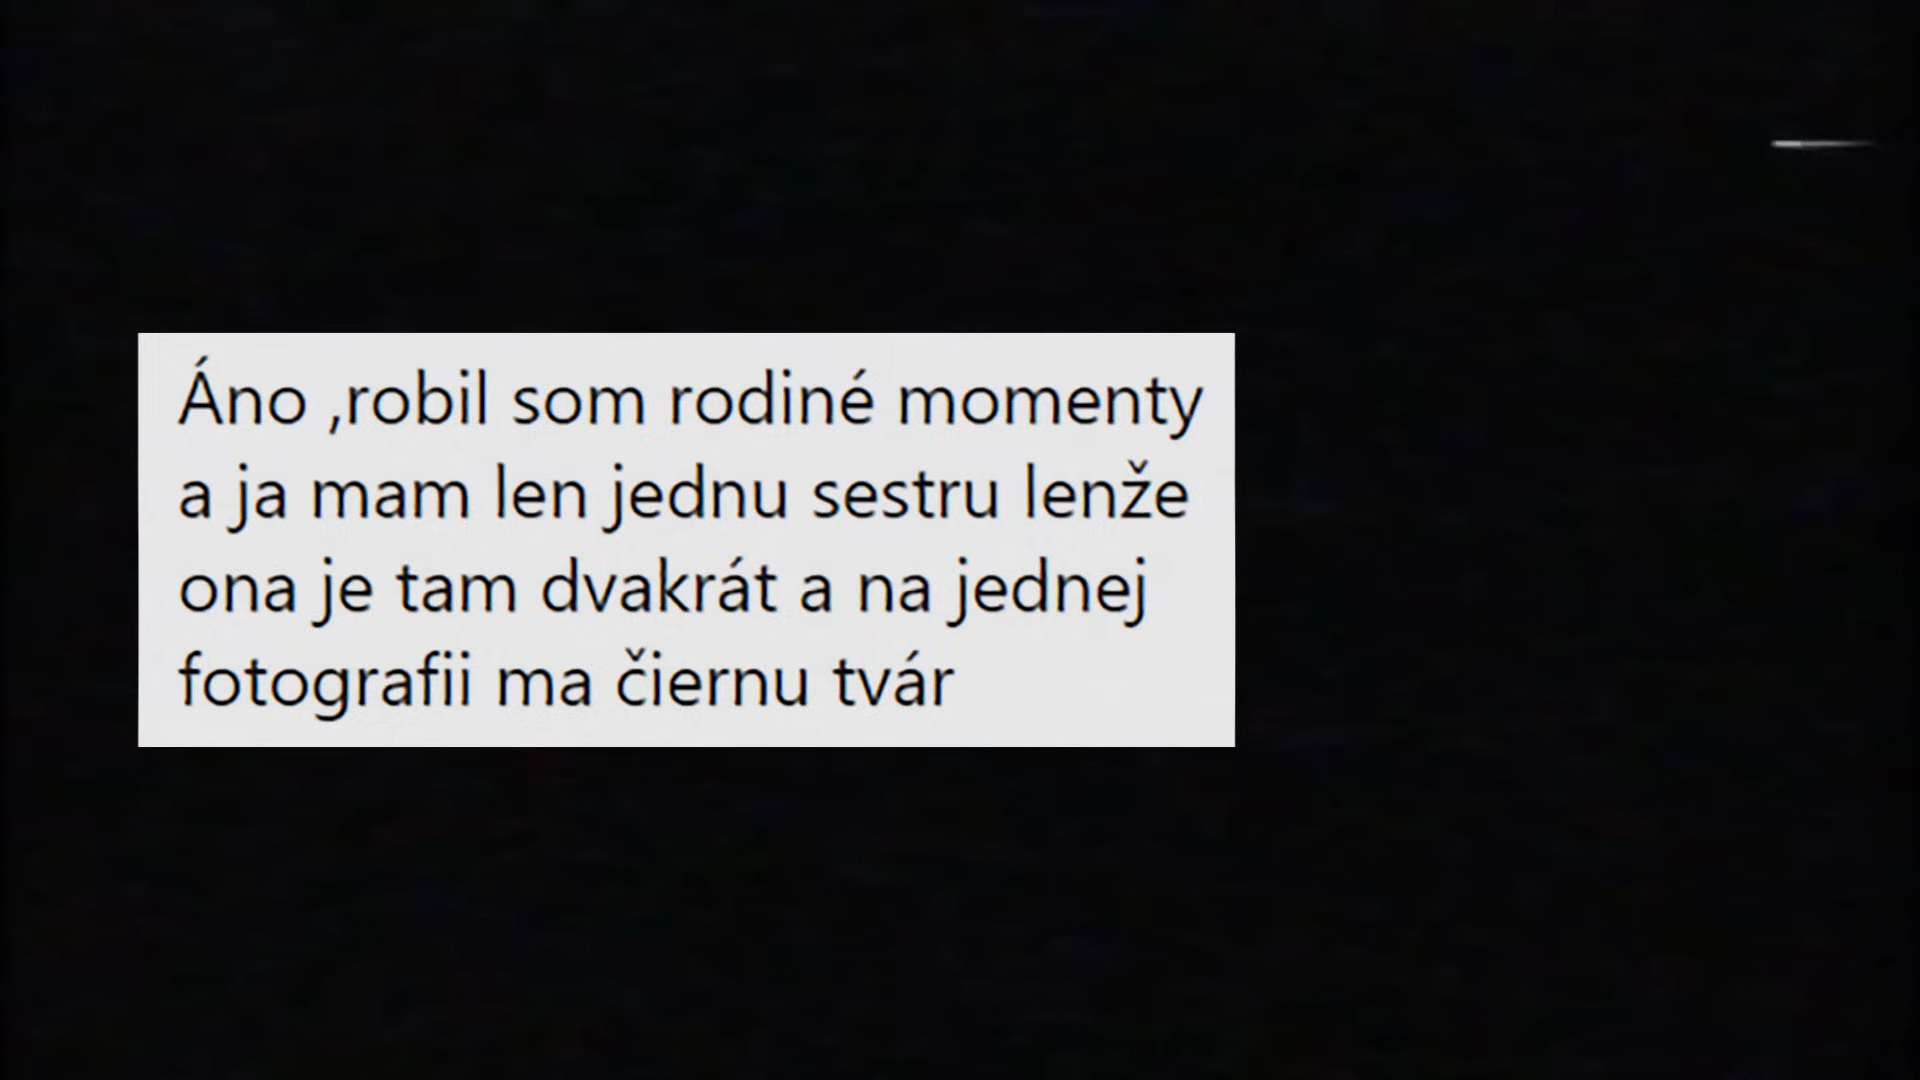 Áno ,robil som rodiné momenty
a ja mam len jednu sestru lenže
ona je tam dvakrát a na jednej
fotografii ma čiernu tvár